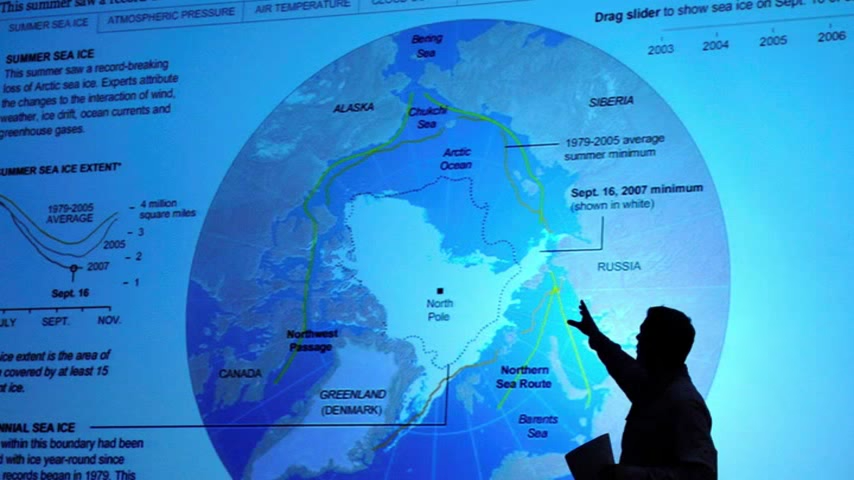 This summer saw a record
SUMMER SEA ICE
ATMOSPHERIC PRESSURE
AIR TEMPERATURE
SUMMER SEA ICE
This summer saw a record-breaking
loss of Arctic sea ice. Experts attribute
the changes to the interaction of wind,
weather, ice drift, ocean currents and
greenhouse gases.
SUMMER SEA ICE EXTENT*
1979-2005
AVERAGE
4 million
square miles
3
2005
2
2007
1
Sept. 16
SEPT.
NOV.
ice extent is the area of
covered by at least 15
ice.
SEA ICE
within this boundary had been
with ice year-round since
records began in 1979. This
Drag slider to show sea ice on Sept. 16
2003
2004
2005
2006
Bering
Sea
ALASKA
Chukchi
Sea
SIBERIA
Arctic
Ocean
1979-2005 average
summer minimum
Sept. 16, 2007 minimum
(shown in white)
RUSSIA
North
Pole
Northwest
Passage
CANADA
GREENLAND
(DENMARK)
Northern
Sea Route
Barents
Sea